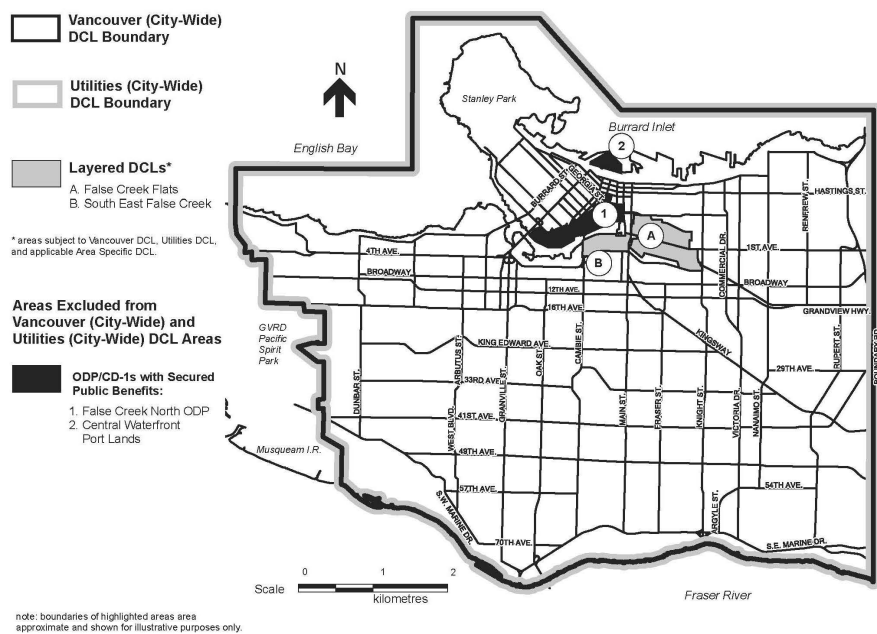 Vancouver (City-Wide)
DCL Boundary
Utilities (City-Wide)
DCL Boundary
Layered DCLs*
A. False Creek Flats
B. South East False Creek
* areas subject to Vancouver DCL, Utilities DCL,
and applicable Area Specific DCL.
Areas Excluded from
Vancouver (City-Wide) and
Utilities (City-Wide) DCL Areas
ODP/CD-1s with Secured
Public Benefits:
1. False Creek North ODP
2. Central Waterfront
Port Lands
note: boundaries of highlighted areas area
approximate and shown for illustrative purposes only.
N
Stanley Park
English Bay
Burrard Inlet
2
1
A
B
BURRARD ST.
GEORGIA ST.
HASTINGS ST.
RENFREW ST.
COMMERCIAL DR.
4TH AVE.
1ST AVE.
BROADWAY
BROADWAY
12TH AVE.
16TH AVE.
GRANDVIEW HWY.
GVRD
Pacific
Spirit
Park
KING EDWARD AVE.
KINGSWAY
CAMBIE ST.
OAK ST.
ARBUTUS ST.
DUNBAR ST.
RUPERT ST.
29TH AVE.
33RD AVE.
41ST AVE.
WEST BLVD.
GRANVILLE ST.
MAIN ST.
FRASER ST.
KNIGHT ST.
VICTORIA DR.
NANAIMO ST.
49TH AVE.
Musqueam I.R.
57TH AVE.
54TH AVE.
S.W. MARINE DR.
ARGYLE ST.
70TH AVE.
S.E. MARINE DR.
Fraser River
0 1 2
Scale
kilometres